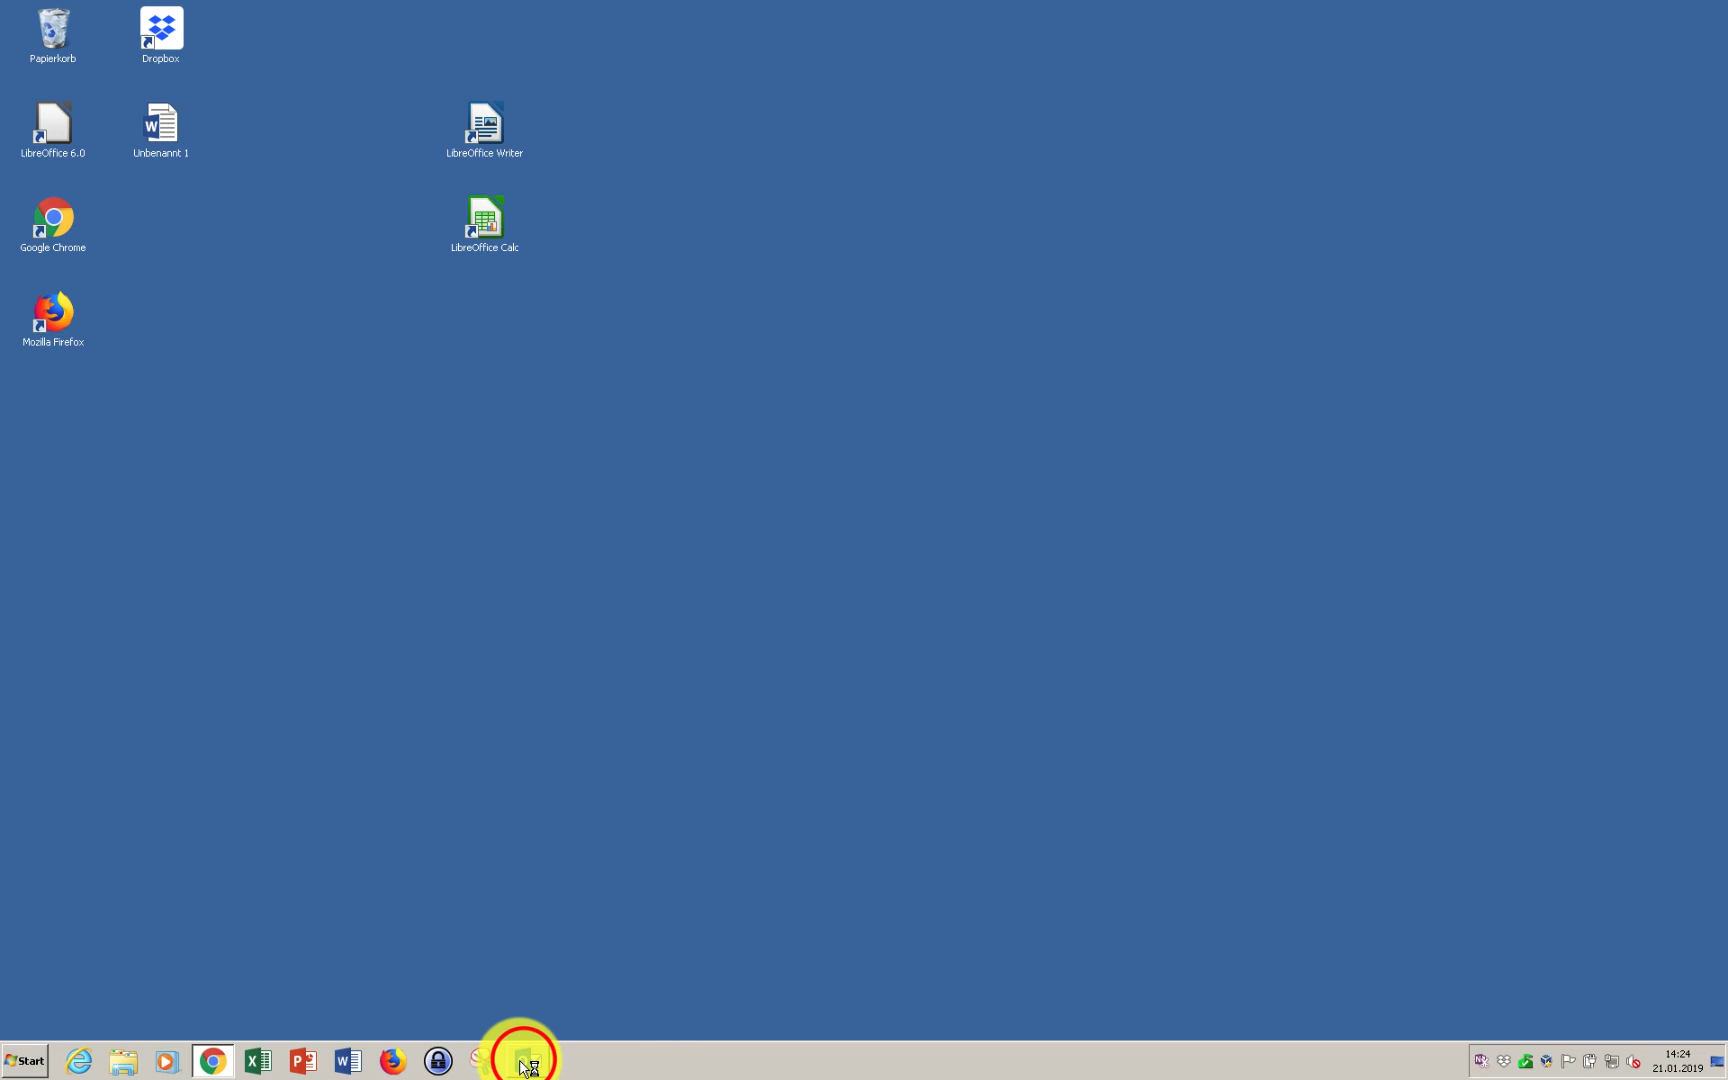 Papierkorb
Dropbox
LibreOffice 6.0
Unbenannt 1
LibreOffice Writer
Google Chrome
LibreOffice Calc
Mozilla Firefox
Start
14:24
21.01.2019